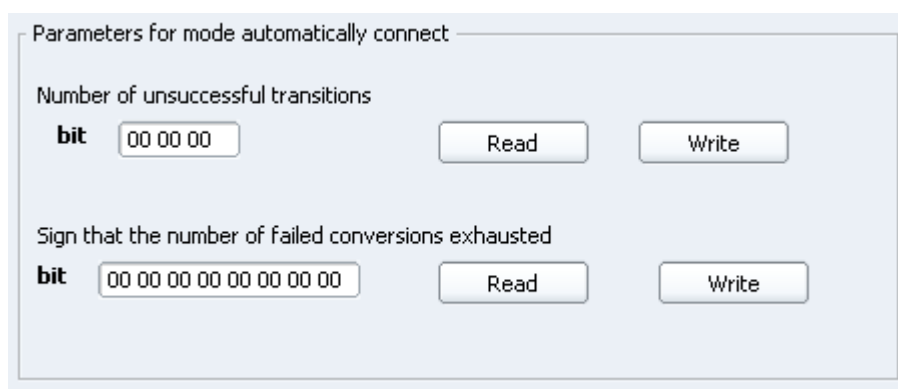 Parameters for mode automatically connect
Number of unsuccessful transitions
bit 00 00 00 Read Write
Sign that the number of failed conversions exhausted
bit 00 00 00 00 00 00 00 00 Read Write